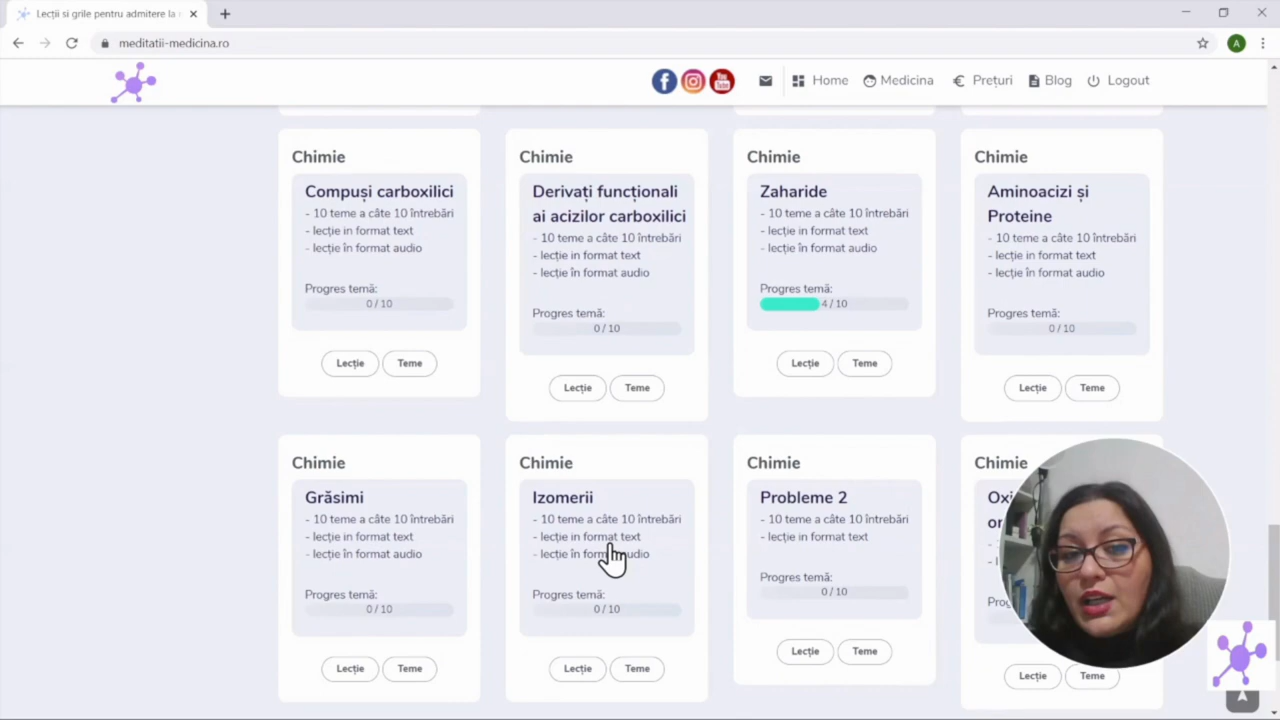 Lecții si grile pentru admitere la
meditatii-medicina.ro
A
Home
Medicina
Prețuri
Blog
Logout
Chimie
Compuși carboxilici
- 10 teme a câte 10 întrebări
- lecție in format text
- lecție în format audio
Progres temă:
0 / 10
Lecție
Teme
Chimie
Derivați funcționali
ai acizilor carboxilici
- 10 teme a câte 10 întrebări
- lecție in format text
- lecție în format audio
Progres temă:
0 / 10
Lecție
Teme
Chimie
Zaharide
- 10 teme a câte 10 întrebări
- lecție in format text
- lecție în format audio
Progres temă:
4 / 10
Lecție
Teme
Chimie
Aminoacizi și
Proteine
- 10 teme a câte 10 întrebări
- lecție in format text
- lecție în format audio
Progres temă:
0 / 10
Lecție
Teme
Chimie
Grăsimi
- 10 teme a câte 10 întrebări
- lecție in format text
- lecție în format audio
Progres temă:
0 / 10
Lecție
Teme
Chimie
Izomerii
- 10 teme a câte 10 întrebări
- lecție in format text
- lecție în format audio
Progres temă:
0 / 10
Lecție
Teme
Chimie
Probleme 2
- 10 teme a câte 10 întrebări
- lecție in format text
Progres temă:
0 / 10
Lecție
Teme
Chimie
Lecție
Teme